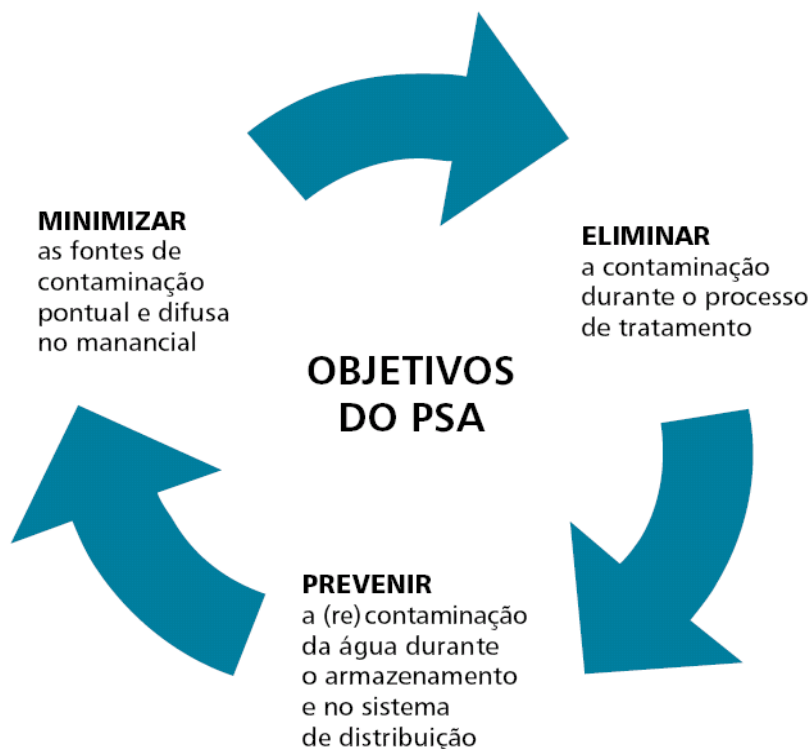 MINIMIZAR
as fontes de
contaminação
pontual e difusa
no manancial
ELIMINAR
a contaminação
durante o processo
de tratamento
OBJETIVOS
DO PSA
PREVENIR
a (re)contaminação
da água durante
o armazenamento
e no sistema
de distribuição